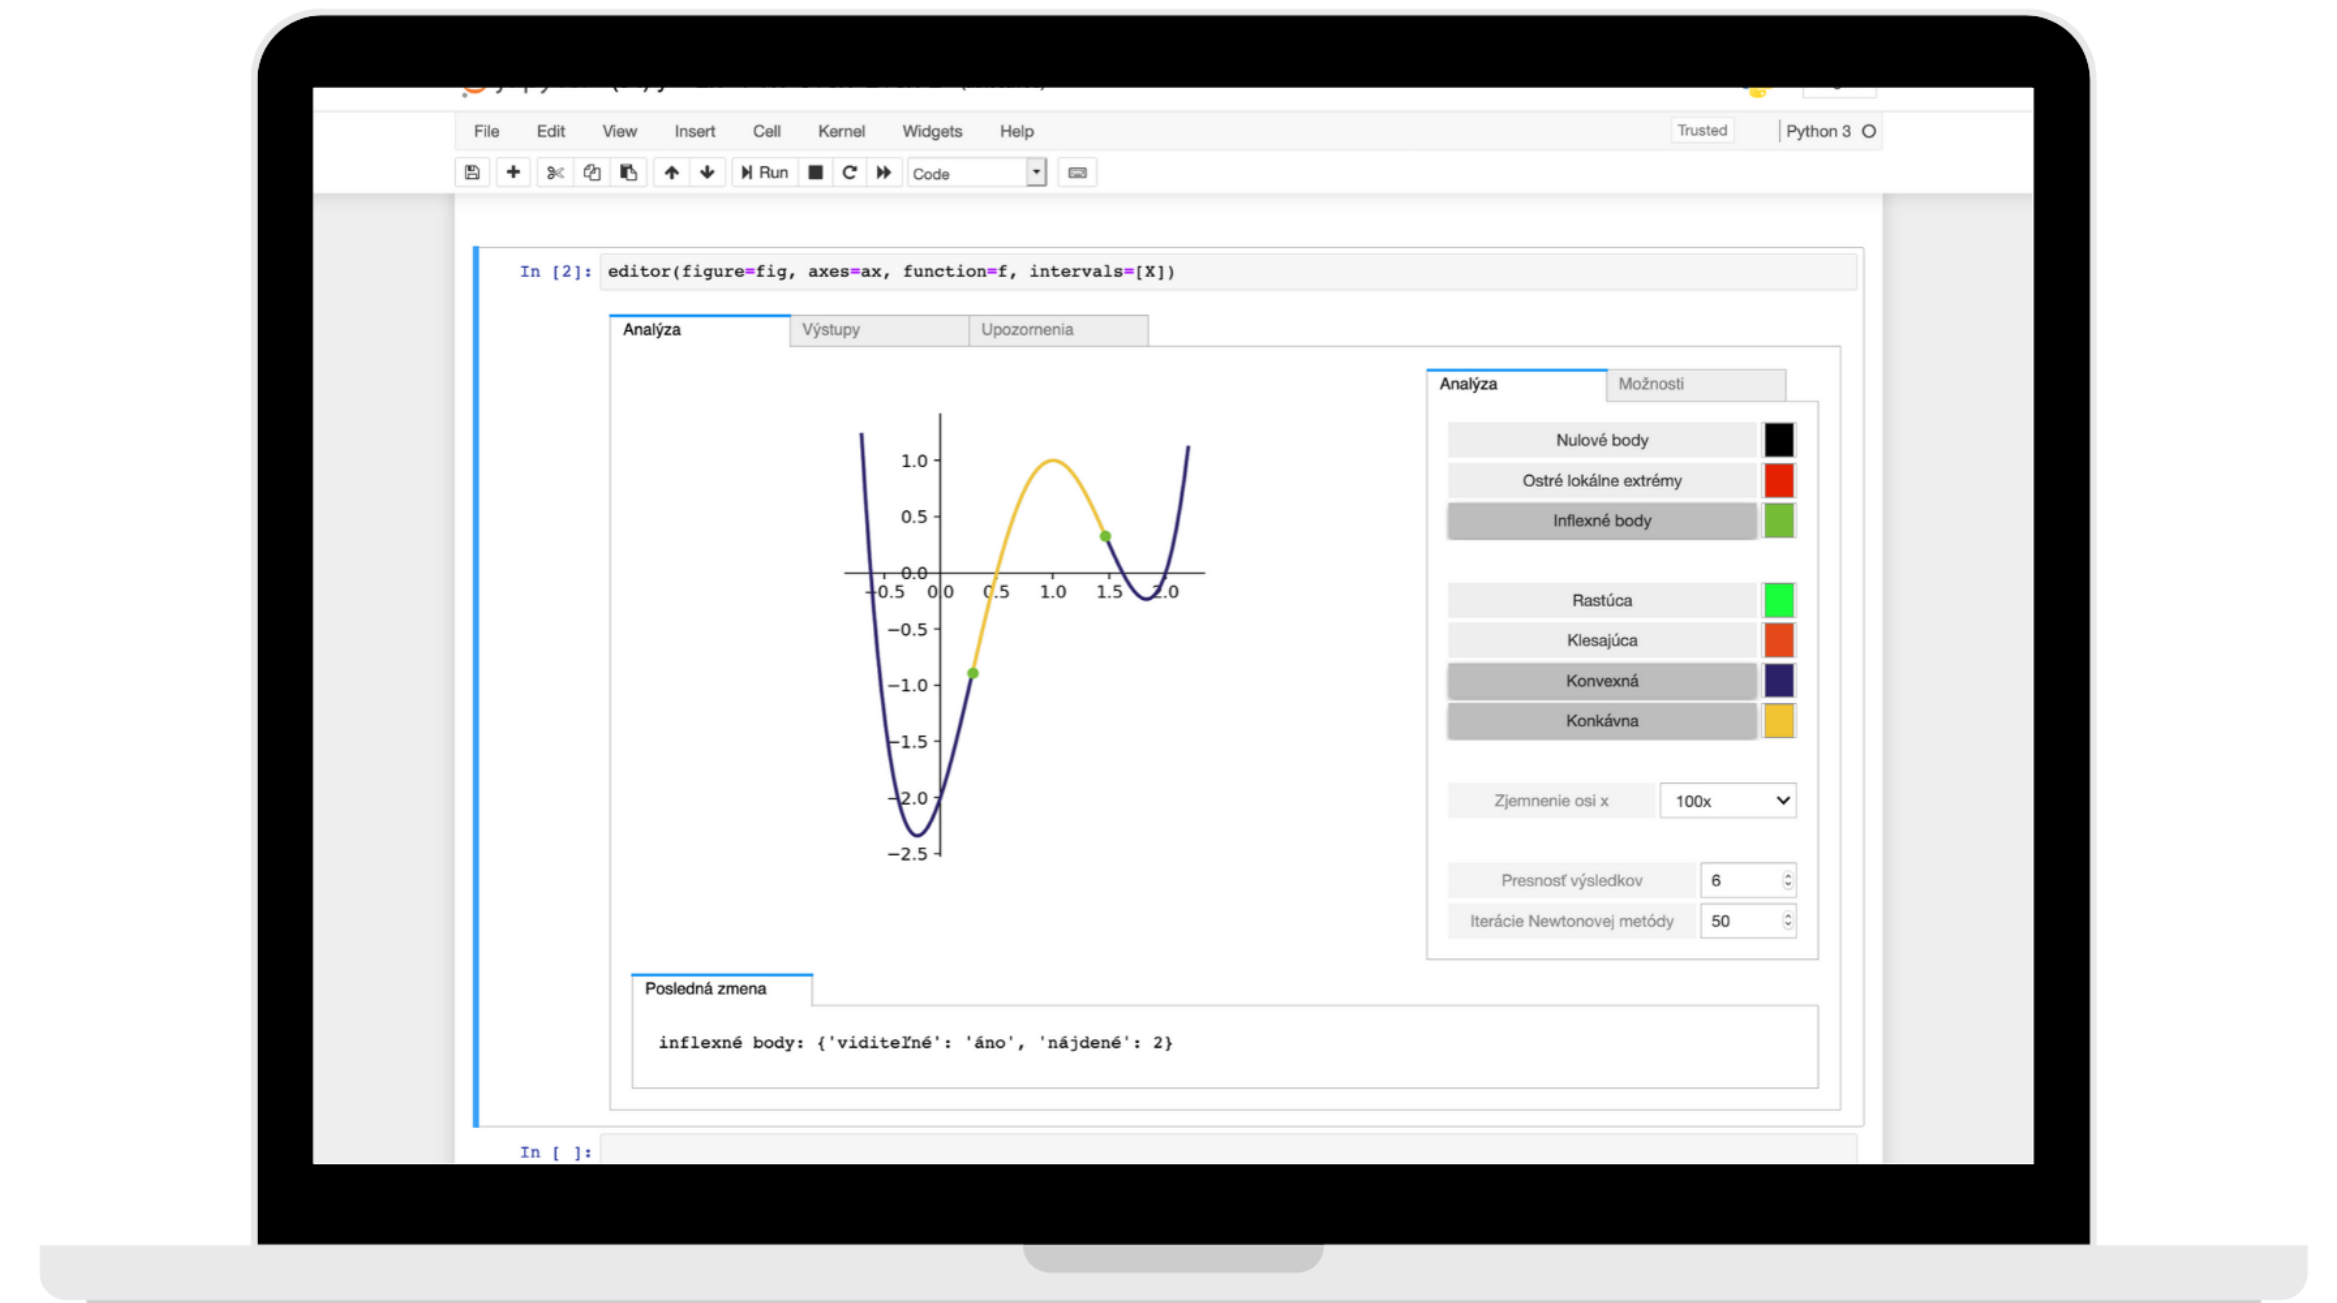 File Edit View Insert Cell Kernel Widgets Help Trusted Python 3
Run Code
In [2]: editor(figure=fig, axes=ax, function=f, intervals=[X])
Analýza Výstupy Upozornenia
Analýza Možnosti
Nulové body
Ostré lokálne extrémy
Inflexné body
Rastúca
Klesajúca
Konvexná
Konkávna
Zjemnenie osi x 100x
Presnosť výsledkov 6
Iterácie Newtonovej metódy 50
1.0
0.5
0.0
−0.5 0.0 0.5 1.0 1.5 2.0
−0.5
−1.0
−1.5
−2.0
−2.5
Posledná zmena
inflexné body: {'viditeľné': 'áno', 'nájdené': 2}
In [ ]: